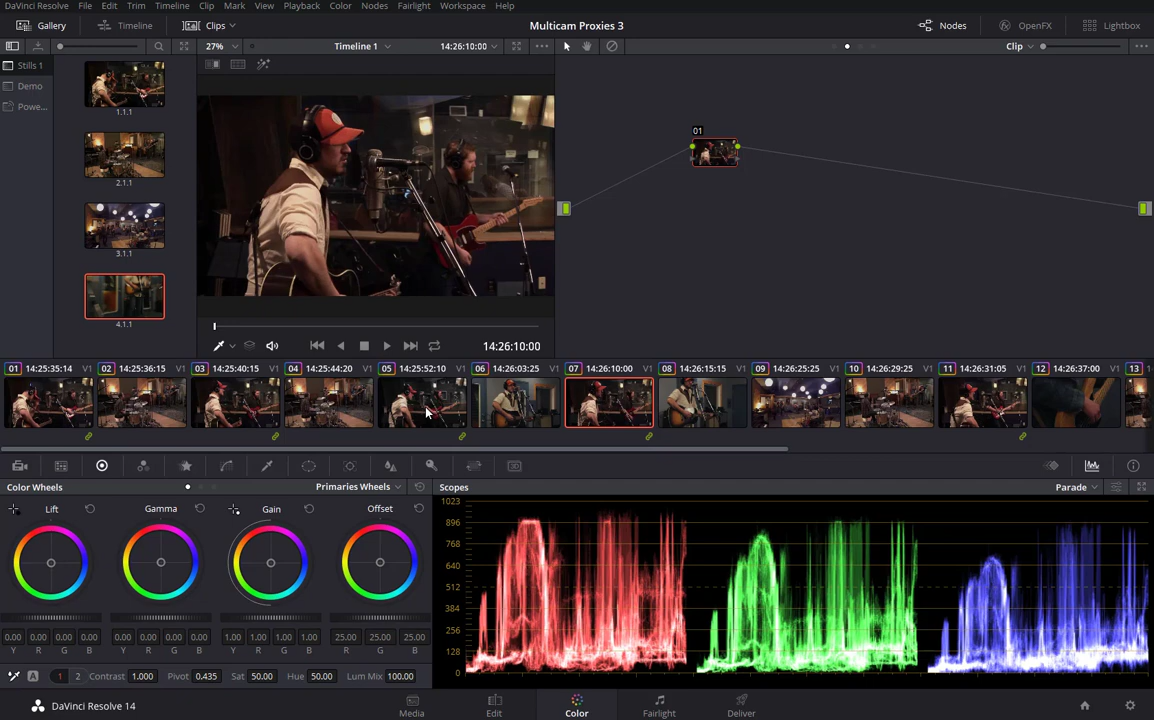 DaVinci Resolve File Edit Trim Timeline Clip Mark View Playback Color Nodes Fairlight Workspace Help
Gallery Timeline Clips Multicam Proxies 3 Nodes OpenFX Lightbox
27% Timeline 1 14:26:10:00 Clip
Stills 1
Demo
Powe...
1.1.1
2.1.1
3.1.1
4.1.1
01
14:26:10:00
01 14:25:35:14 V1 02 14:25:36:15 V1 03 14:25:40:15 V1 04 14:25:44:20 V1 05 14:25:52:10 V1 06 14:26:03:25 V1 07 14:26:10:00 V1 08 14:26:15:15 V1 09 14:26:25:25 V1 10 14:26:29:25 V1 11 14:26:31:05 V1 12 14:26:37:00 V1 13
3D
Color Wheels Primaries Wheels Scopes Parade
Lift Gamma Gain Offset
1023
896
768
640
512
384
256
128
0
0.00 0.00 0.00 0.00 0.00 0.00 0.00 0.00 1.00 1.00 1.00 1.00 25.00 25.00 25.00
Y R G B Y R G B Y R G B R G B
A 1 2 Contrast 1.000 Pivot 0.435 Sat 50.00 Hue 50.00 Lum Mix 100.00
DaVinci Resolve 14 Media Edit Color Fairlight Deliver